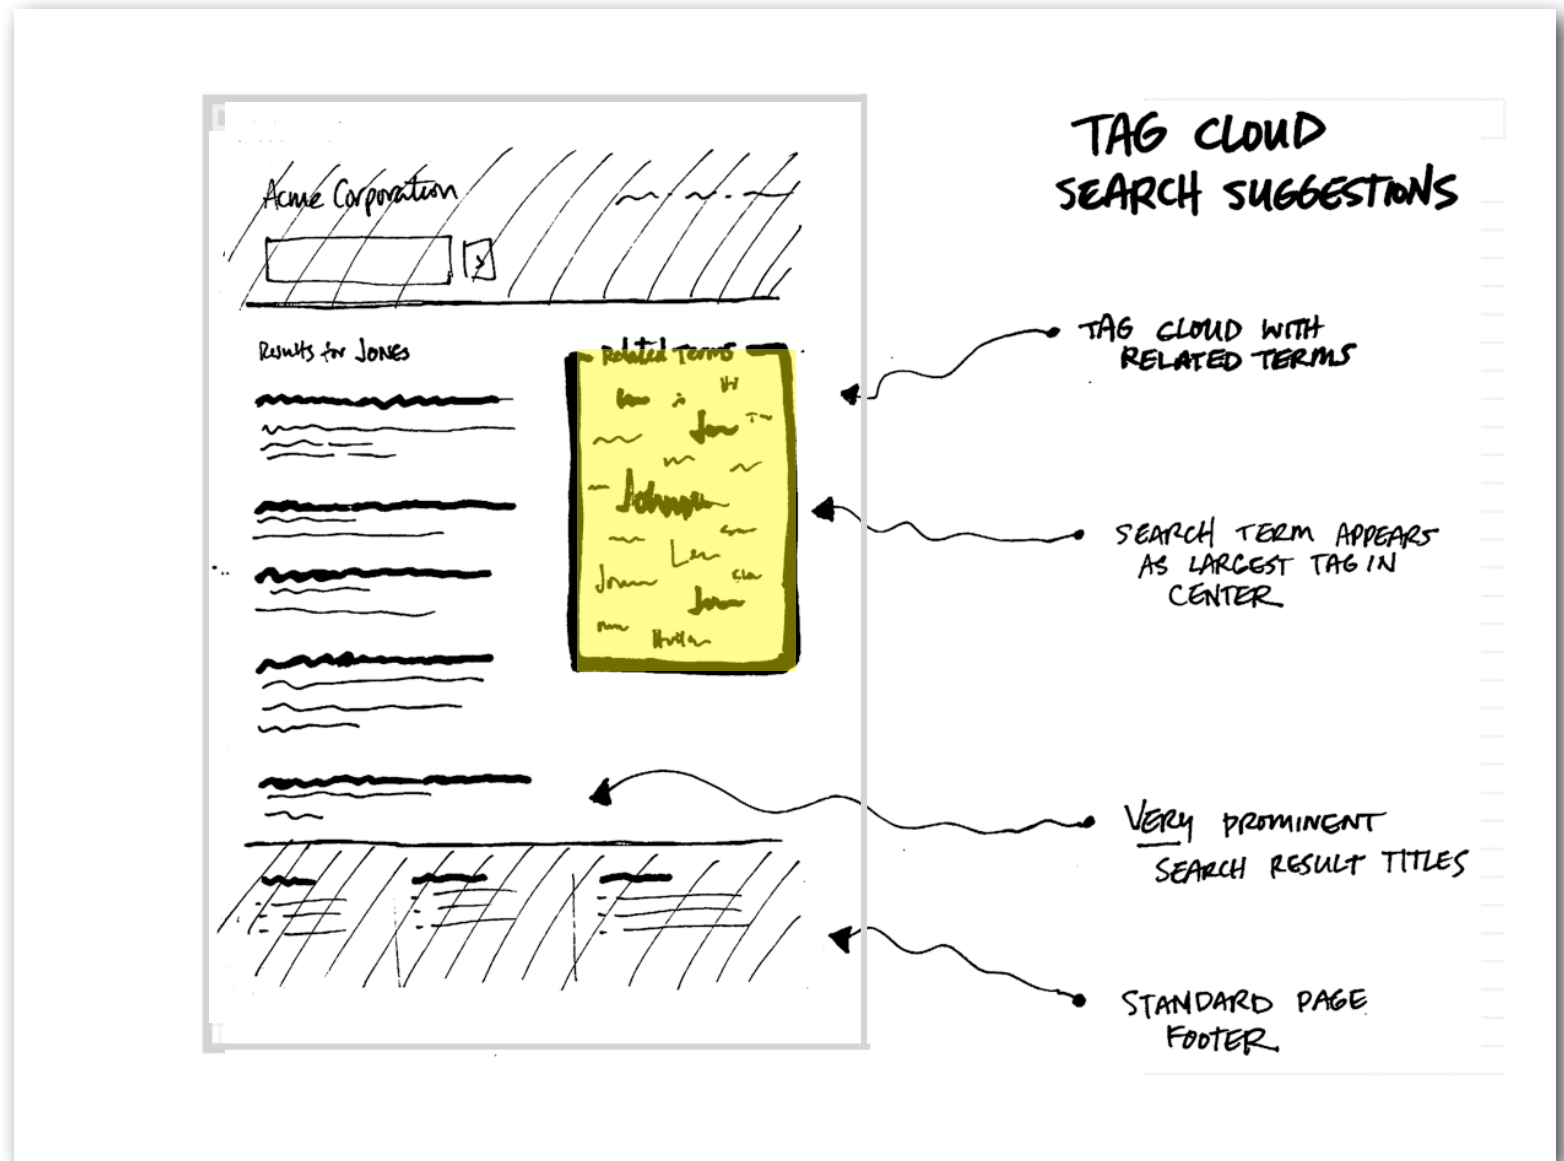 TAG CLOUD
SEARCH SUGGESTIONS
Acme Corporation
Results for JONES
Related Terms
TAG CLOUD WITH
RELATED TERMS
SEARCH TERM APPEARS
AS LARGEST TAG IN
CENTER
VERY PROMINENT
SEARCH RESULT TITLES
STANDARD PAGE
FOOTER